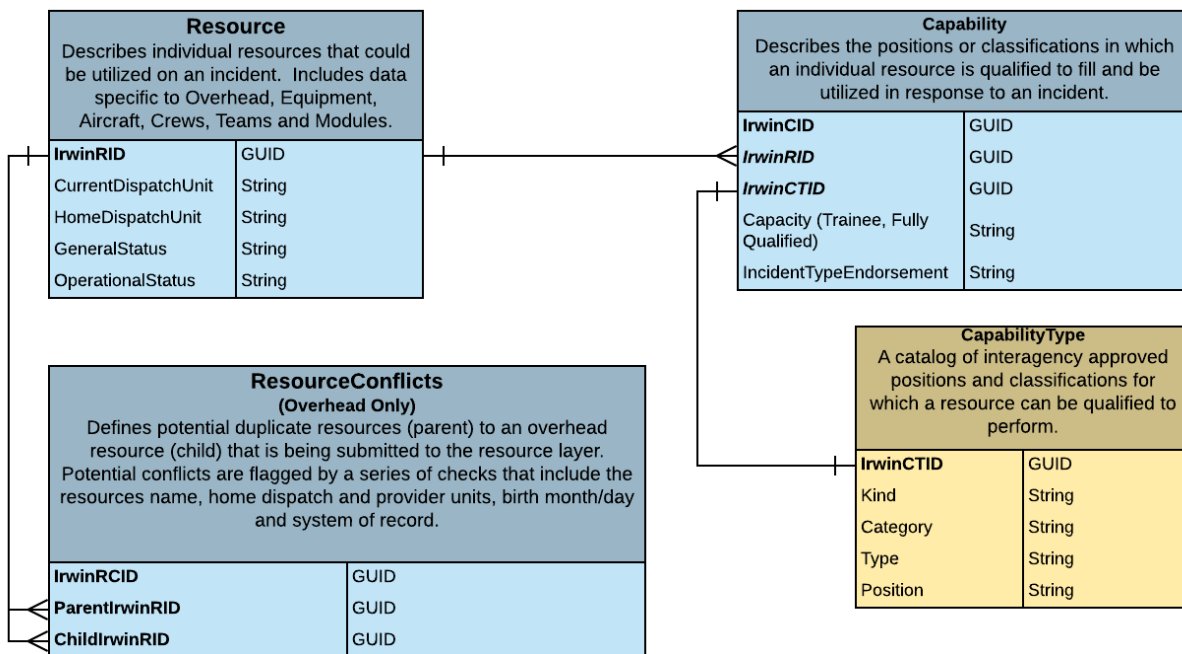 Resource
Describes individual resources that could
be utilized on an incident. Includes data
specific to Overhead, Equipment,
Aircraft, Crews, Teams and Modules.
IrwinRID GUID
CurrentDispatchUnit String
HomeDispatchUnit String
GeneralStatus String
OperationalStatus String
Capability
Describes the positions or classifications in which
an individual resource is qualified to fill and be
utilized in response to an incident.
IrwinCID GUID
IrwinRID GUID
IrwinCTID GUID
Capacity (Trainee, Fully
Qualified) String
IncidentTypeEndorsement String
ResourceConflicts
(Overhead Only)
Defines potential duplicate resources (parent) to an overhead
resource (child) that is being submitted to the resource layer.
Potential conflicts are flagged by a series of checks that include the
resources name, home dispatch and provider units, birth month/day
and system of record.
IrwinRCID GUID
ParentIrwinRID GUID
ChildIrwinRID GUID
CapabilityType
A catalog of interagency approved
positions and classifications for
which a resource can be qualified to
perform.
IrwinCTID GUID
Kind String
Category String
Type String
Position String